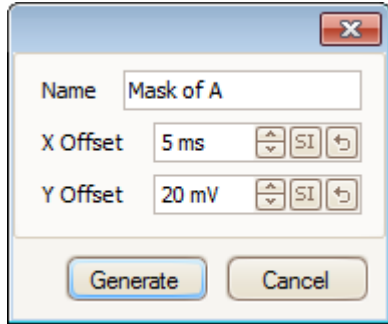 Name Mask of A
X Offset 5 ms SI
Y Offset 20 mV SI
Generate Cancel